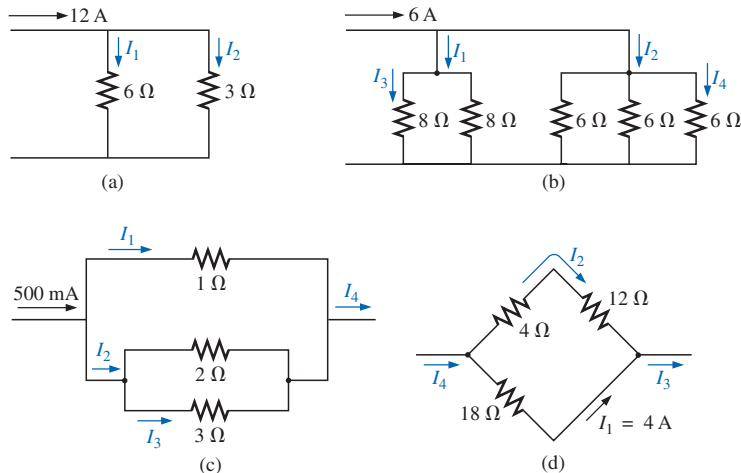 12 A
I1
I2
6 Ω
3 Ω
(a)
6 A
I1
I2
I3
I4
8 Ω
8 Ω
6 Ω
6 Ω
6 Ω
(b)
I1
1 Ω
500 mA
I4
I2
2 Ω
I3
3 Ω
(c)
I2
4 Ω
12 Ω
I4
I3
18 Ω
I1 = 4 A
(d)